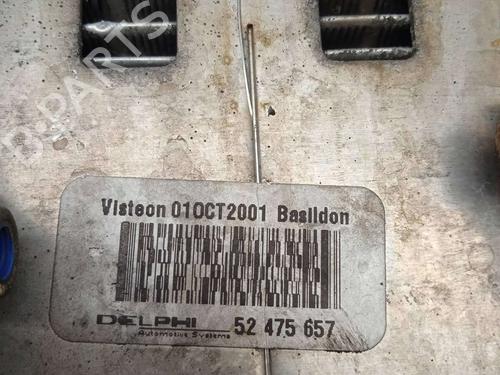 B-PARTS
Visteon 01OCT2001 Basildon
DELPHI 52 475 657
Automotive Systems